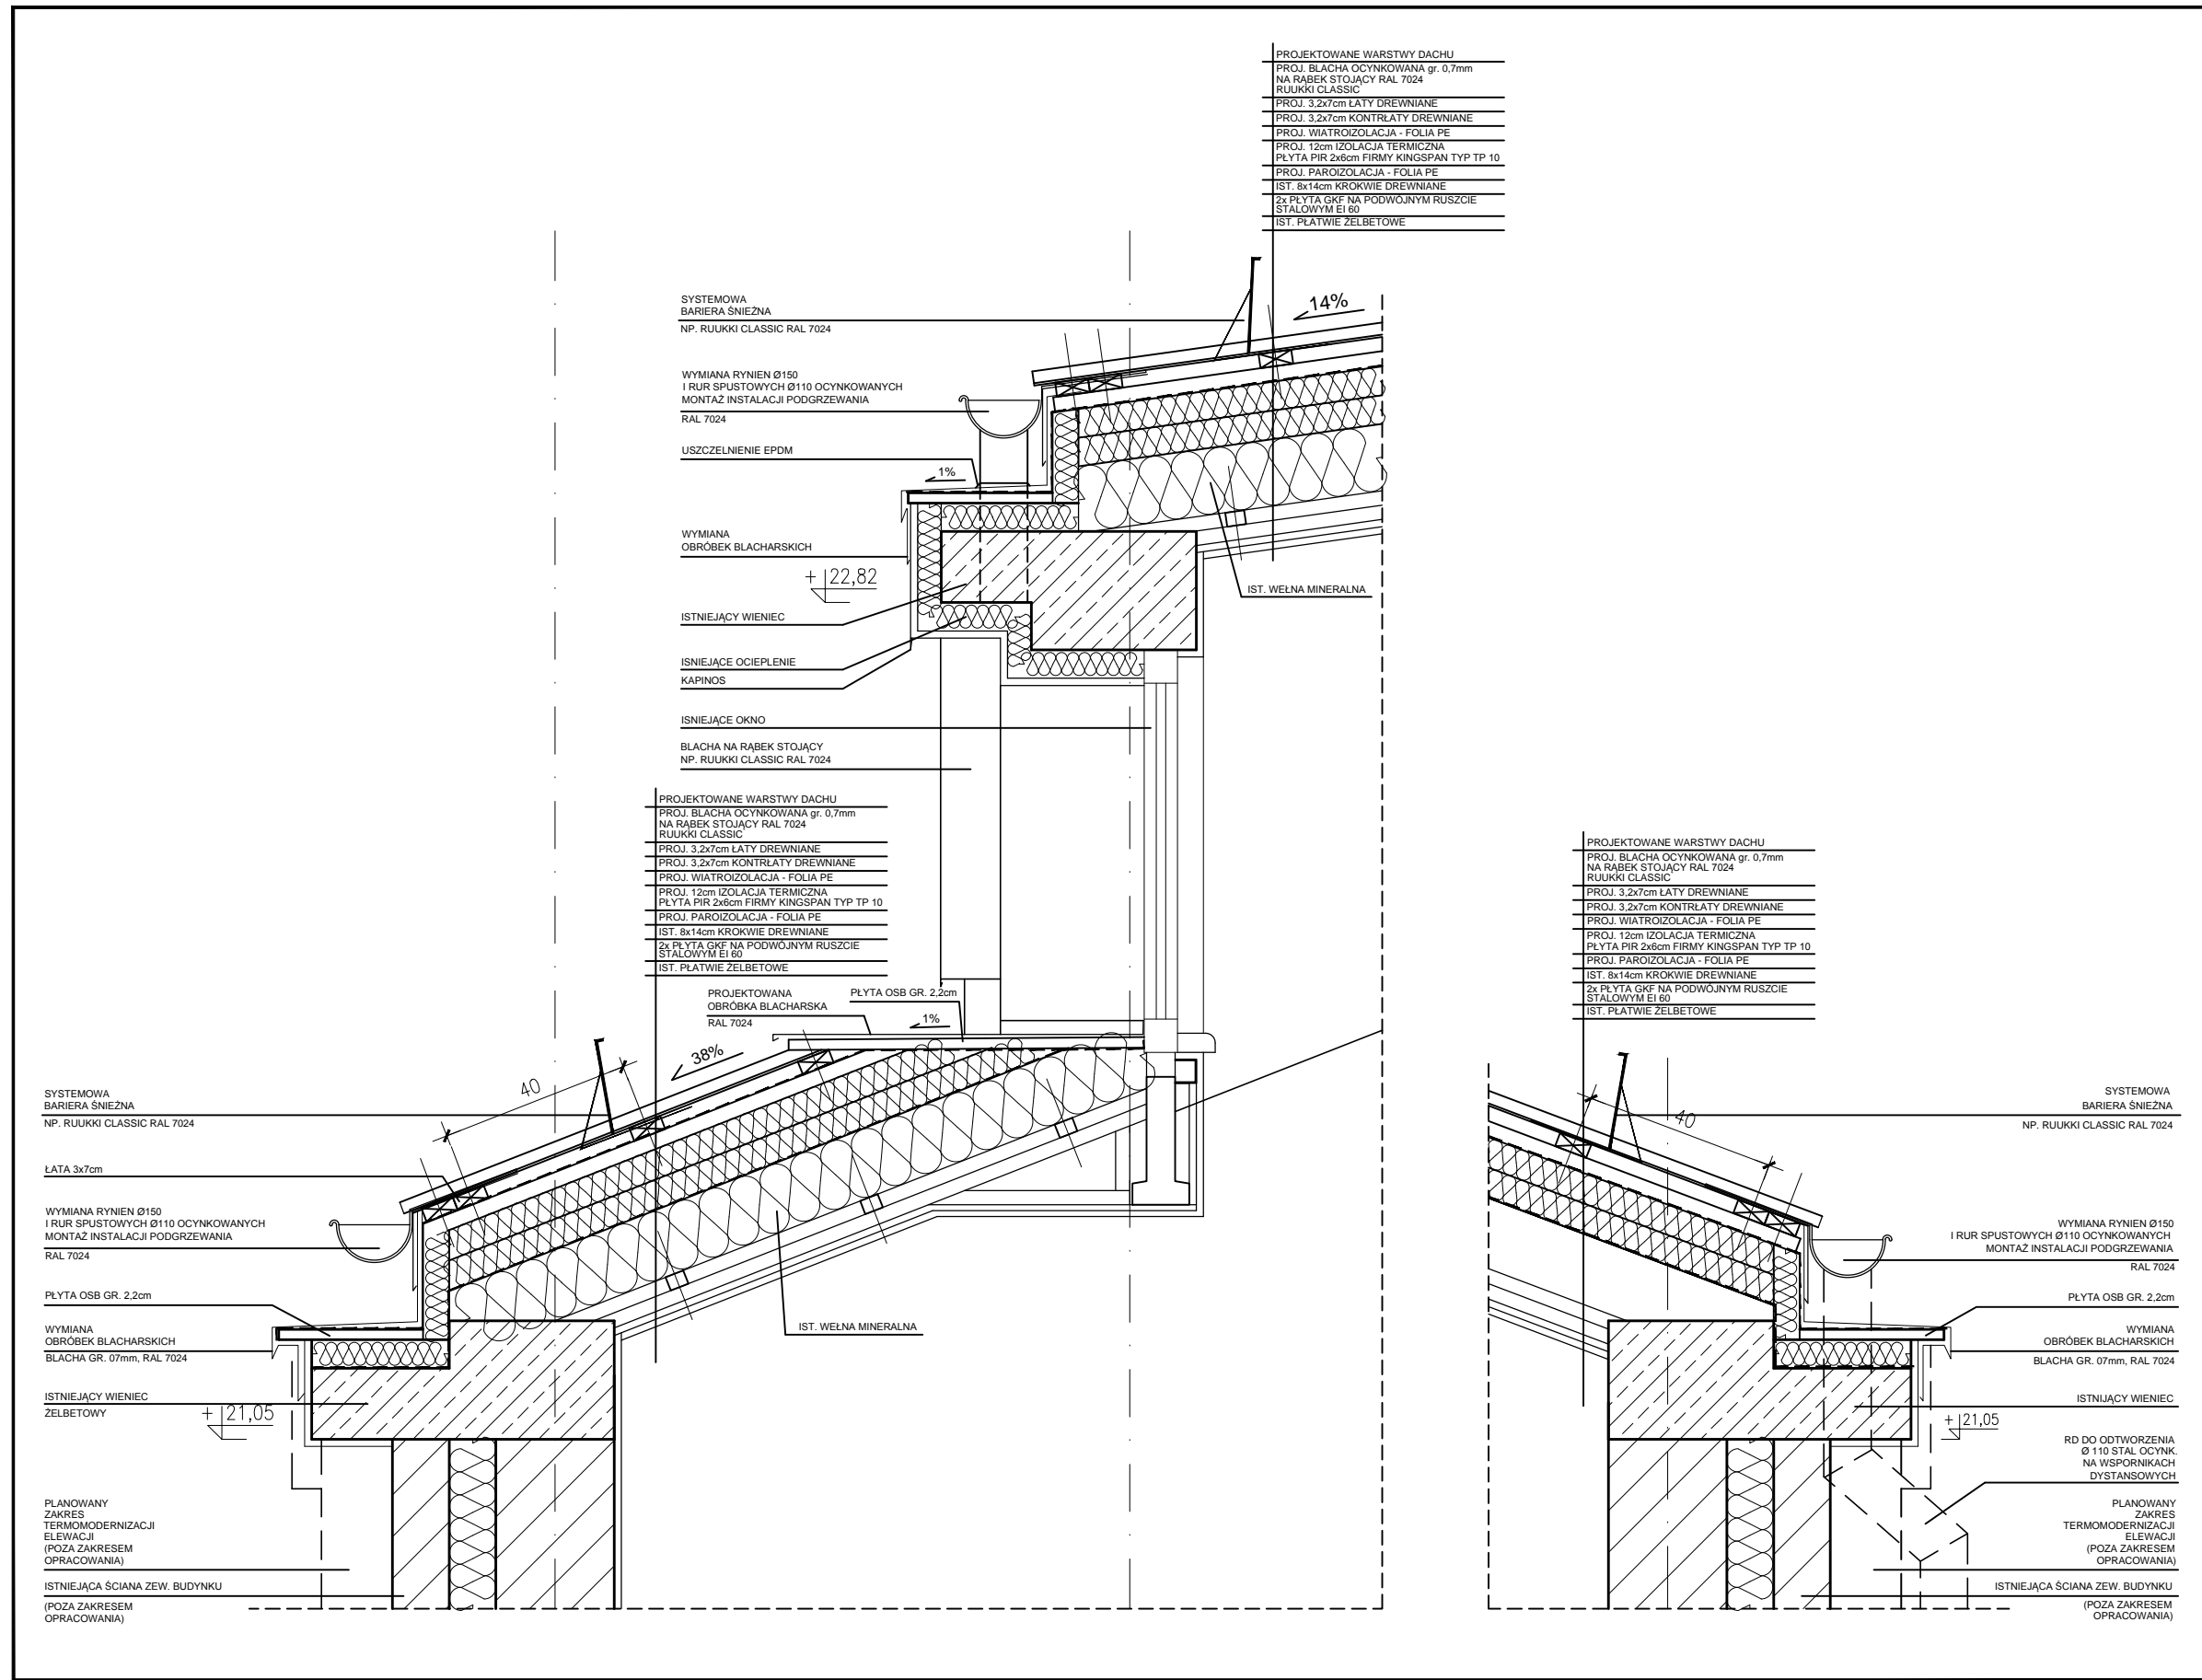 PROJEKTOWANE WARSTWY DACHU
PROJ. BLACHA OCYNKOWANA gr. 0,7mm
NA RĄBEK STOJĄCY RAL 7024
RUUKKI CLASSIC
PROJ. 3,2x7cm ŁATY DREWNIANE
PROJ. 3,2x7cm KONTRŁATY DREWNIANE
PROJ. WIATROIZOLACJA - FOLIA PE
PROJ. 12cm IZOLACJA TERMICZNA
PŁYTA PIR 2x6cm FIRMY KINGSPAN TYP TP 10
PROJ. PAROIZOLACJA - FOLIA PE
IST. 8x14cm KROKWIE DREWNIANE
2x PŁYTA GKF NA PODWÓJNYM RUSZCIE
STALOWYM EI 60
IST. PŁATWIE ŻELBETOWE
SYSTEMOWA
BARIERA ŚNIEŻNA
NP. RUUKKI CLASSIC RAL 7024
14%
WYMIANA RYNIEN Ø150
I RUR SPUSTOWYCH Ø110 OCYNKOWANYCH
MONTAŻ INSTALACJI PODGRZEWANIA
RAL 7024
USZCZELNIENIE EPDM
1%
WYMIANA
OBRÓBEK BLACHARSKICH
+ 22,82
IST. WEŁNA MINERALNA
ISTNIEJĄCY WIENIEC
ISNIEJĄCE OCIEPLENIE
KAPINOS
ISNIEJĄCE OKNO
BLACHA NA RĄBEK STOJĄCY
NP. RUUKKI CLASSIC RAL 7024
PROJEKTOWANE WARSTWY DACHU
PROJ. BLACHA OCYNKOWANA gr. 0,7mm
NA RĄBEK STOJĄCY RAL 7024
RUUKKI CLASSIC
PROJ. 3,2x7cm ŁATY DREWNIANE
PROJ. 3,2x7cm KONTRŁATY DREWNIANE
PROJ. WIATROIZOLACJA - FOLIA PE
PROJ. 12cm IZOLACJA TERMICZNA
PŁYTA PIR 2x6cm FIRMY KINGSPAN TYP TP 10
PROJ. PAROIZOLACJA - FOLIA PE
IST. 8x14cm KROKWIE DREWNIANE
2x PŁYTA GKF NA PODWÓJNYM RUSZCIE
STALOWYM EI 60
IST. PŁATWIE ŻELBETOWE
PROJEKTOWANA
OBRÓBKA BLACHARSKA
RAL 7024
PŁYTA OSB GR. 2,2cm
1%
38%
40
SYSTEMOWA
BARIERA ŚNIEŻNA
NP. RUUKKI CLASSIC RAL 7024
ŁATA 3x7cm
WYMIANA RYNIEN Ø150
I RUR SPUSTOWYCH Ø110 OCYNKOWANYCH
MONTAŻ INSTALACJI PODGRZEWANIA
RAL 7024
PŁYTA OSB GR. 2,2cm
WYMIANA
OBRÓBEK BLACHARSKICH
BLACHA GR. 07mm, RAL 7024
IST. WEŁNA MINERALNA
ISTNIEJĄCY WIENIEC
ŻELBETOWY
+ 21,05
PLANOWANY
ZAKRES
TERMOMODERNIZACJI
ELEWACJI
(POZA ZAKRESEM
OPRACOWANIA)
ISTNIEJĄCA ŚCIANA ZEW. BUDYNKU
(POZA ZAKRESEM
OPRACOWANIA)
PROJEKTOWANE WARSTWY DACHU
PROJ. BLACHA OCYNKOWANA gr. 0,7mm
NA RĄBEK STOJĄCY RAL 7024
RUUKKI CLASSIC
PROJ. 3,2x7cm ŁATY DREWNIANE
PROJ. 3,2x7cm KONTRŁATY DREWNIANE
PROJ. WIATROIZOLACJA - FOLIA PE
PROJ. 12cm IZOLACJA TERMICZNA
PŁYTA PIR 2x6cm FIRMY KINGSPAN TYP TP 10
PROJ. PAROIZOLACJA - FOLIA PE
IST. 8x14cm KROKWIE DREWNIANE
2x PŁYTA GKF NA PODWÓJNYM RUSZCIE
STALOWYM EI 60
IST. PŁATWIE ŻELBETOWE
40
SYSTEMOWA
BARIERA ŚNIEŻNA
NP. RUUKKI CLASSIC RAL 7024
WYMIANA RYNIEN Ø150
I RUR SPUSTOWYCH Ø110 OCYNKOWANYCH
MONTAŻ INSTALACJI PODGRZEWANIA
RAL 7024
PŁYTA OSB GR. 2,2cm
WYMIANA
OBRÓBEK BLACHARSKICH
BLACHA GR. 07mm, RAL 7024
ISTNIJĄCY WIENIEC
+ 21,05
RD DO ODTWORZENIA
Ø 110 STAL OCYNK.
NA WSPORNIKACH
DYSTANSOWYCH
PLANOWANY
ZAKRES
TERMOMODERNIZACJI
ELEWACJI
(POZA ZAKRESEM
OPRACOWANIA)
ISTNIEJĄCA ŚCIANA ZEW. BUDYNKU
(POZA ZAKRESEM
OPRACOWANIA)